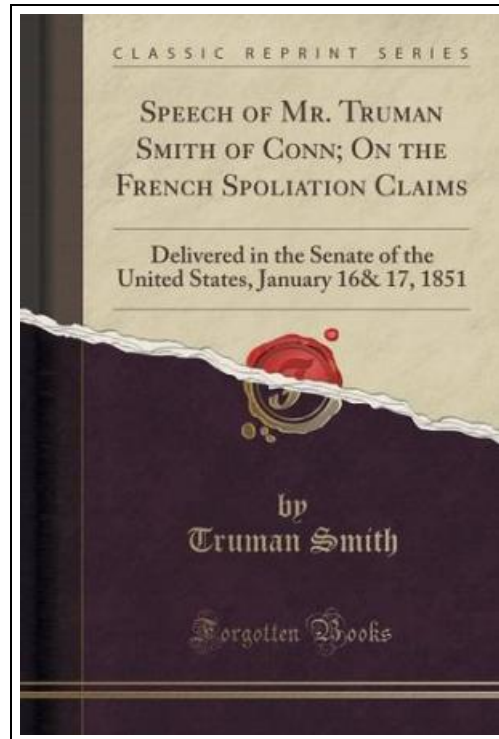 CLASSIC REPRINT SERIES
SPEECH OF MR. TRUMAN
SMITH OF CONN; ON THE
FRENCH SPOLIATION CLAIMS
Delivered in the Senate of the
United States, January 16& 17, 1851
by
Truman Smith
Forgotten Books